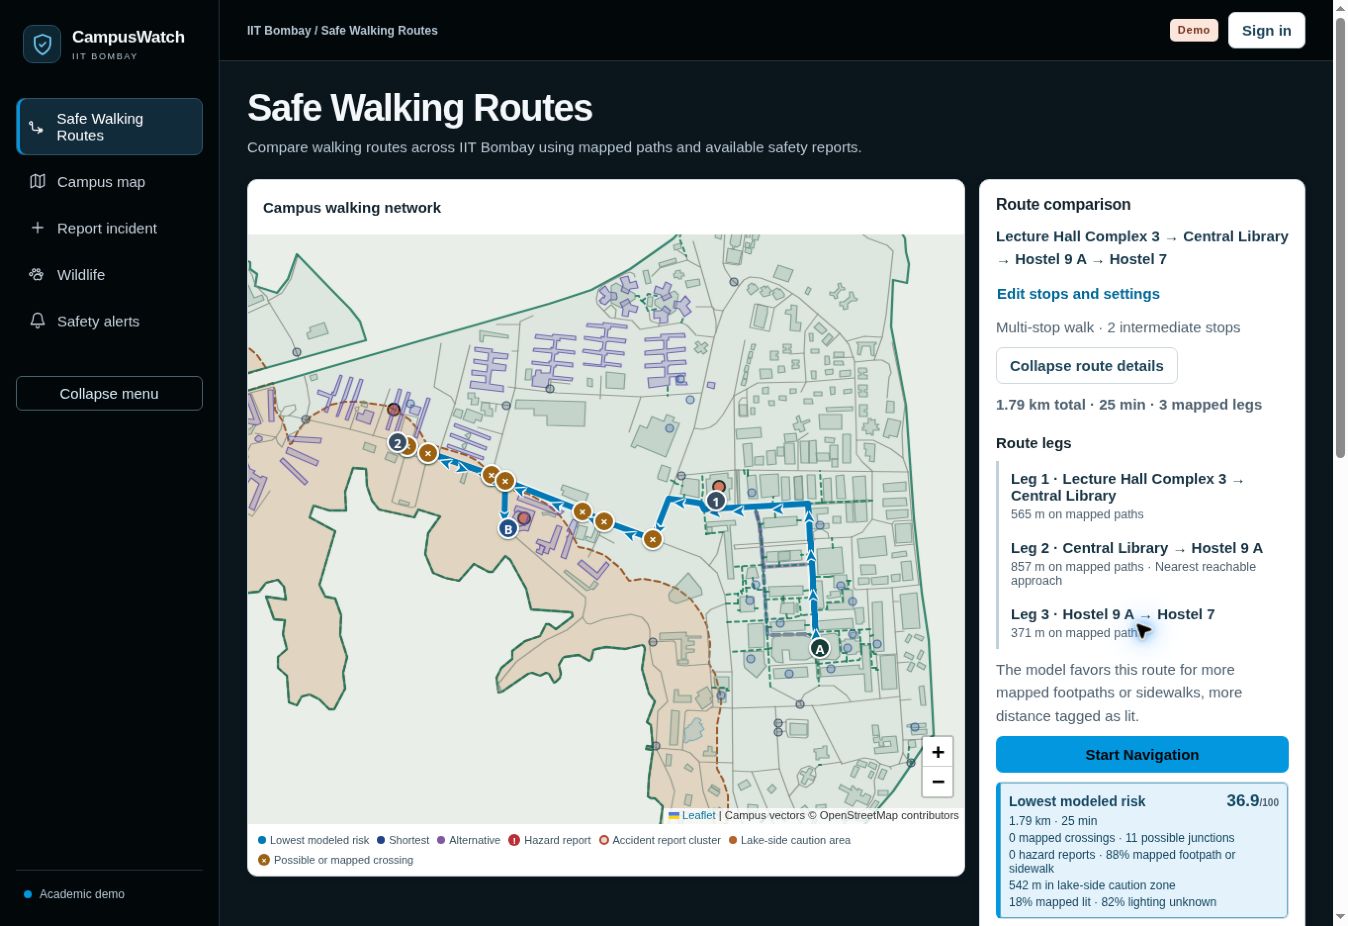 CampusWatch
IIT BOMBAY
Safe Walking
Routes
Campus map
Report incident
Wildlife
Safety alerts
Collapse menu
Academic demo
IIT Bombay / Safe Walking Routes
Demo
Sign in
Safe Walking Routes
Compare walking routes across IIT Bombay using mapped paths and available safety reports.
Campus walking network
2
1
B
A
+
−
Leaflet | Campus vectors © OpenStreetMap contributors
Lowest modeled risk
Shortest
Alternative
! Hazard report
Accident report cluster
Lake-side caution area
× Possible or mapped crossing
Route comparison
Lecture Hall Complex 3 → Central Library
→ Hostel 9 A → Hostel 7
Edit stops and settings
Multi-stop walk · 2 intermediate stops
Collapse route details
1.79 km total · 25 min · 3 mapped legs
Route legs
Leg 1 · Lecture Hall Complex 3 →
Central Library
565 m on mapped paths
Leg 2 · Central Library → Hostel 9 A
857 m on mapped paths · Nearest reachable
approach
Leg 3 · Hostel 9 A → Hostel 7
371 m on mapped path
The model favors this route for more
mapped footpaths or sidewalks, more
distance tagged as lit.
Start Navigation
Lowest modeled risk 36.9/100
1.79 km · 25 min
0 mapped crossings · 11 possible junctions
0 hazard reports · 88% mapped footpath or
sidewalk
542 m in lake-side caution zone
18% mapped lit · 82% lighting unknown